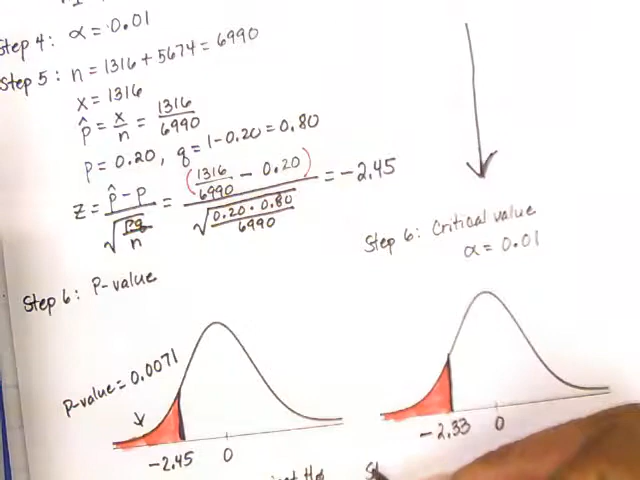 Step 4: α = 0.01
Step 5: n = 1316 + 5674 = 6990
x = 1316
p̂ = x/n = 1316/6990
p = 0.20, q = 1 - 0.20 = 0.80
z = (p̂ - p)/√(pq/n) = (1316/6990 - 0.20)/√(0.20 · 0.80/6990) = -2.45
Step 6: P-value
P-value = 0.0071
-2.45 0
Step 6: Critical value
α = 0.01
-2.33 0